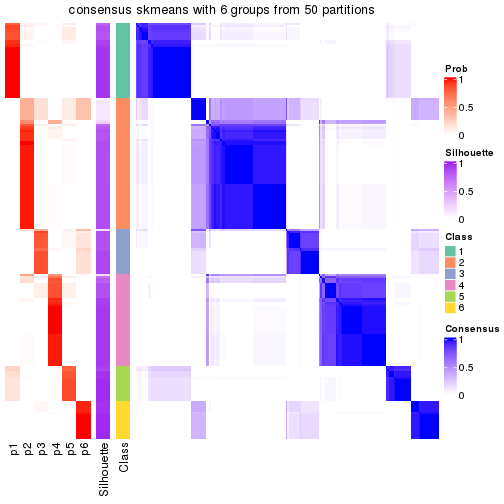 consensus skmeans with 6 groups from 50 partitions
Prob
1
0.5
0
Silhouette
1
0.5
0
Class
1
2
3
4
5
6
Consensus
1
0.5
0
p1
p2
p3
p4
p5
p6
Silhouette
Class